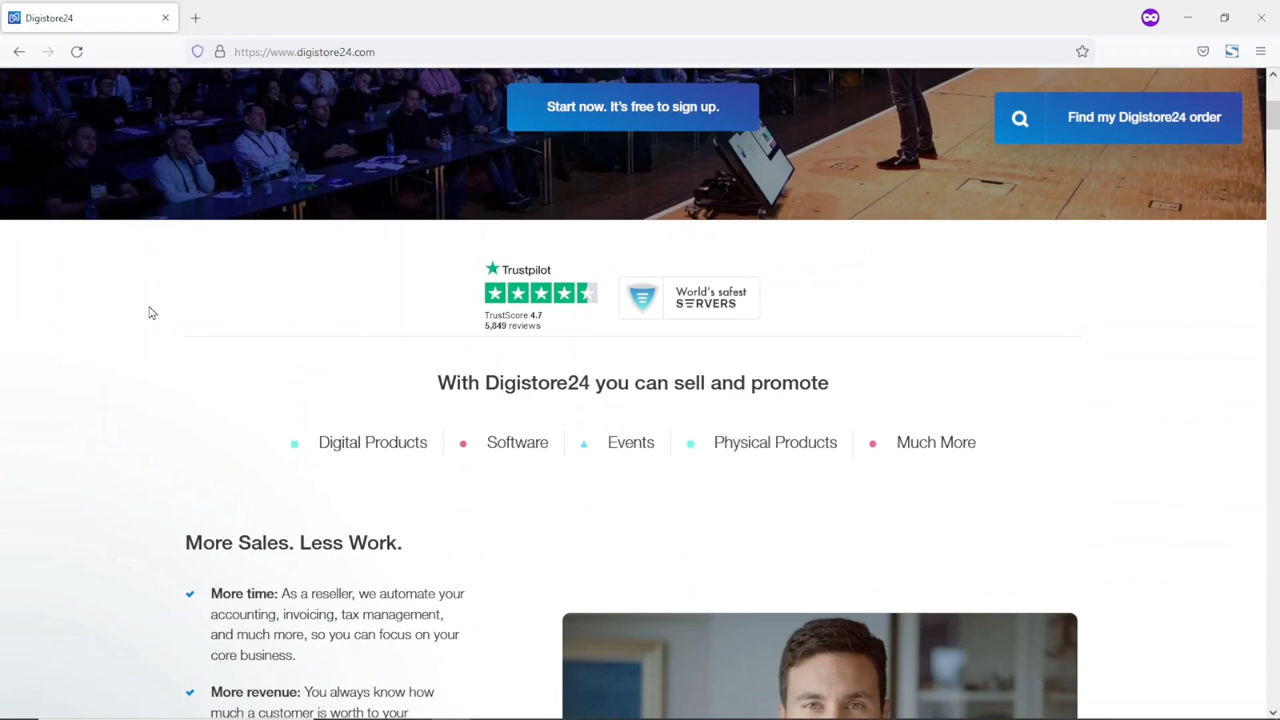 Digistore24
https://www.digistore24.com
Start now. It's free to sign up.
Find my Digistore24 order
Trustpilot
TrustScore 4.7
5,849 reviews
World's safest
SERVERS
With Digistore24 you can sell and promote
Digital Products
Software
Events
Physical Products
Much More
More Sales. Less Work.
More time: As a reseller, we automate your
accounting, invoicing, tax management,
and much more, so you can focus on your
core business.
More revenue: You always know how
much a customer is worth to your